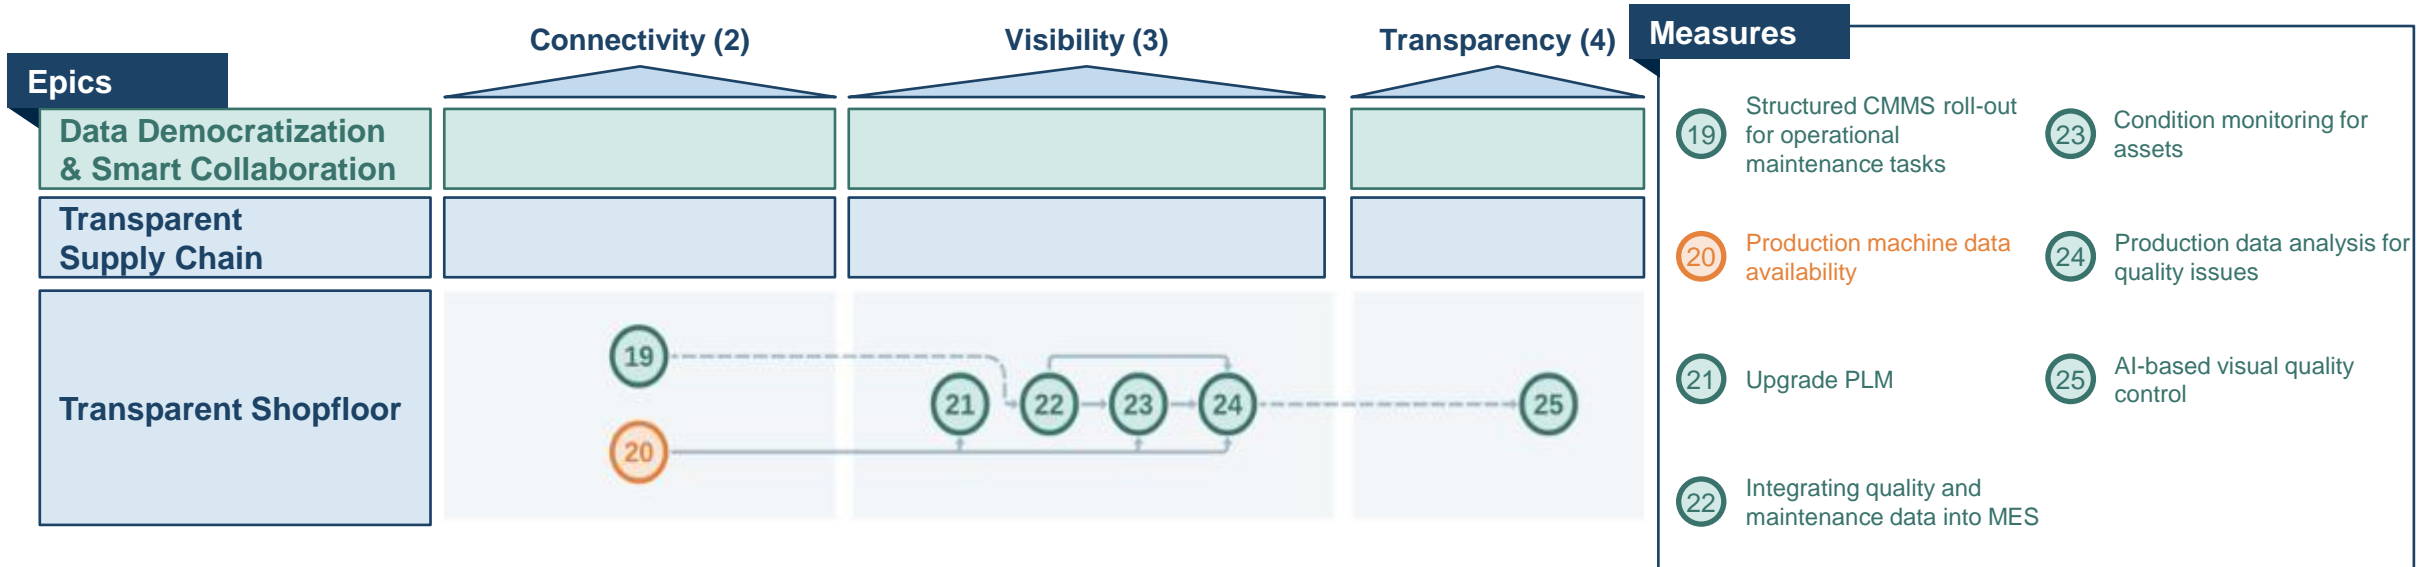 Connectivity (2)
Visibility (3)
Transparency (4)
Epics
Data Democratization
& Smart Collaboration
Transparent
Supply Chain
Transparent Shopfloor
19
20
21
22
23
24
25
Measures
19
Structured CMMS roll-out
for operational
maintenance tasks
20
Production machine data
availability
21
Upgrade PLM
22
Integrating quality and
maintenance data into MES
23
Condition monitoring for
assets
24
Production data analysis for
quality issues
25
AI-based visual quality
control